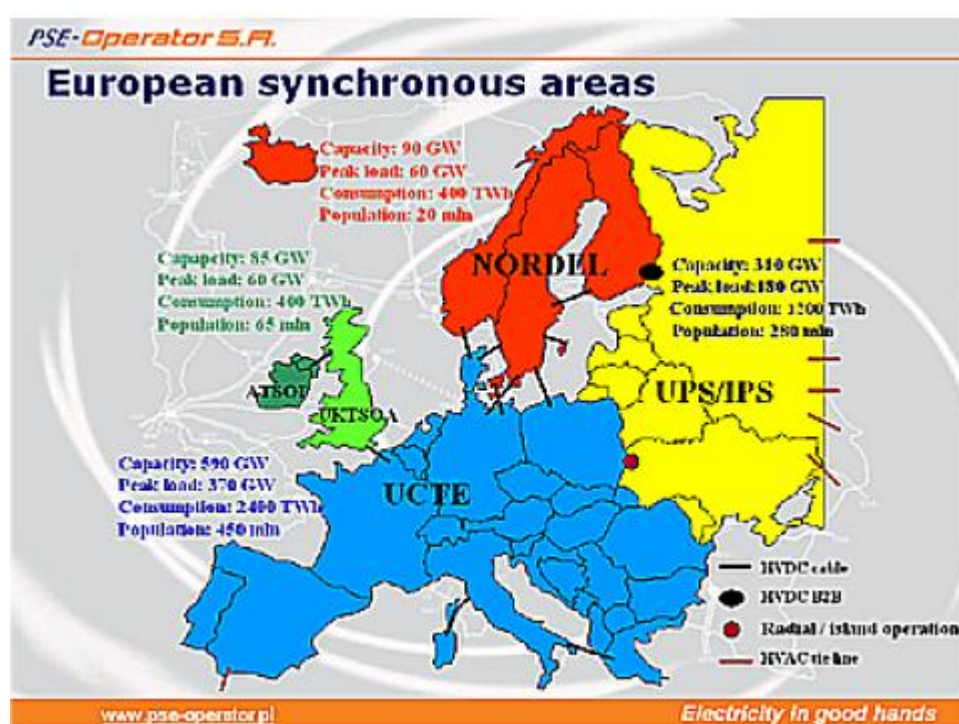 PSE-Operator S.A.
European synchronous areas
Capacity: 90 GW
Peak load: 60 GW
Consumption: 400 TWh
Population: 20 mln
NORDEL
Capapcity: 85 GW
Peak load: 60 GW
Consumption: 400 TWh
Population: 65 mln
Capacity: 310 GW
Peak load:180 GW
Consumption: 1200 TWh
Population: 280 mln
ATSOI
UKTSOA
UPS/IPS
Capacity: 590 GW
Peak load: 370 GW
Consumption: 2400 TWh
Population: 450 mln
UCTE
HVDC cable
HVDC B2B
Radial / island operation
HVAC tie line
www.pse-operator.pl
Electricity in good hands